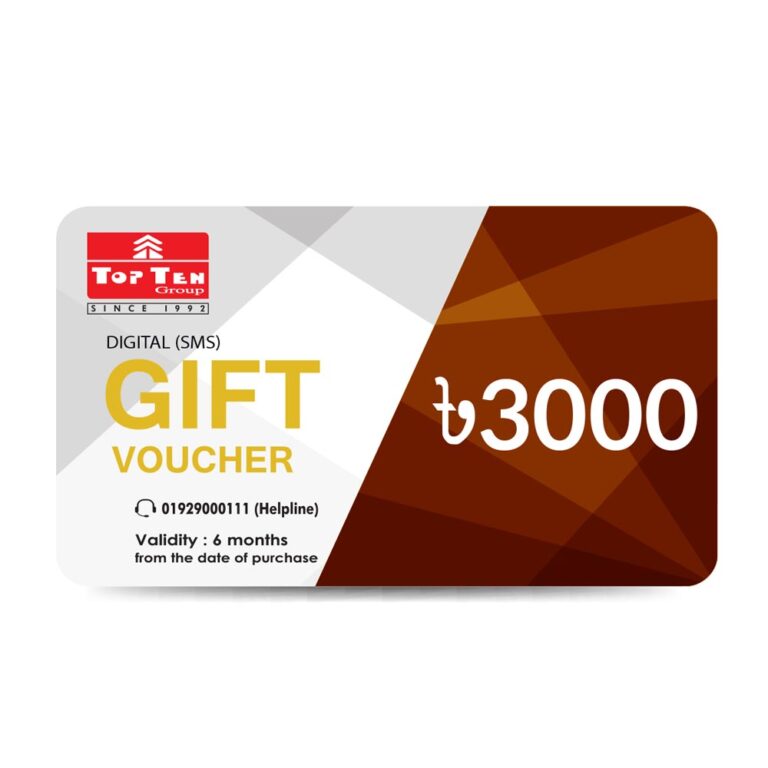 TOP TEN
Group
SINCE 1992
DIGITAL (SMS)
GIFT
VOUCHER
৳3000
01929000111 (Helpline)
Validity : 6 months
from the date of purchase